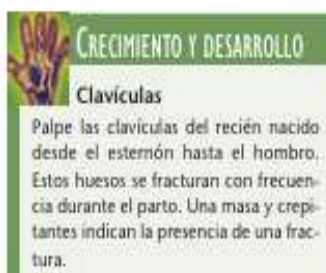 CRECIMIENTO Y DESARROLLO
Clavículas
Palpe las clavículas del recién nacido
desde el esternón hasta el hombro.
Estos huesos se fracturan con frecuen-
cia durante el parto. Una masa y crepi-
tantes indican la presencia de una frac-
tura.